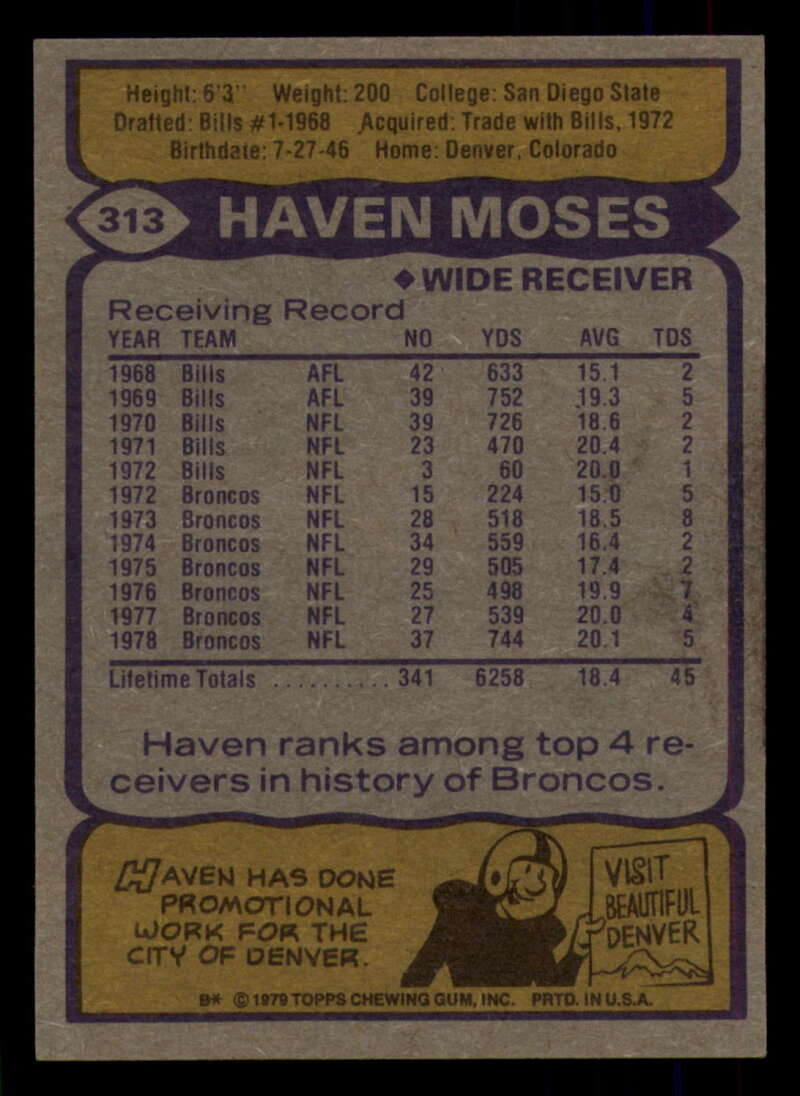 Height: 6'3" Weight: 200 College: San Diego State
Drafted: Bills #1-1968 Acquired: Trade with Bills, 1972
Birthdate: 7-27-46 Home: Denver, Colorado
313 HAVEN MOSES
◆ WIDE RECEIVER
Receiving Record
YEAR TEAM NO YDS AVG TDS
1968 Bills AFL 42 633 15.1 2
1969 Bills AFL 39 752 19.3 5
1970 Bills NFL 39 726 18.6 2
1971 Bills NFL 23 470 20.4 2
1972 Bills NFL 3 60 20.0 1
1972 Broncos NFL 15 224 15.0 5
1973 Broncos NFL 28 518 18.5 8
1974 Broncos NFL 34 559 16.4 2
1975 Broncos NFL 29 505 17.4 2
1976 Broncos NFL 25 498 19.9 7
1977 Broncos NFL 27 539 20.0 4
1978 Broncos NFL 37 744 20.1 5
Lifetime Totals .......... 341 6258 18.4 45
Haven ranks among top 4 re-
ceivers in history of Broncos.
HAVEN HAS DONE
PROMOTIONAL
WORK FOR THE
CITY OF DENVER.
VISIT
BEAUTIFUL
DENVER
B* © 1979 TOPPS CHEWING GUM, INC. PRTD. IN U.S.A.